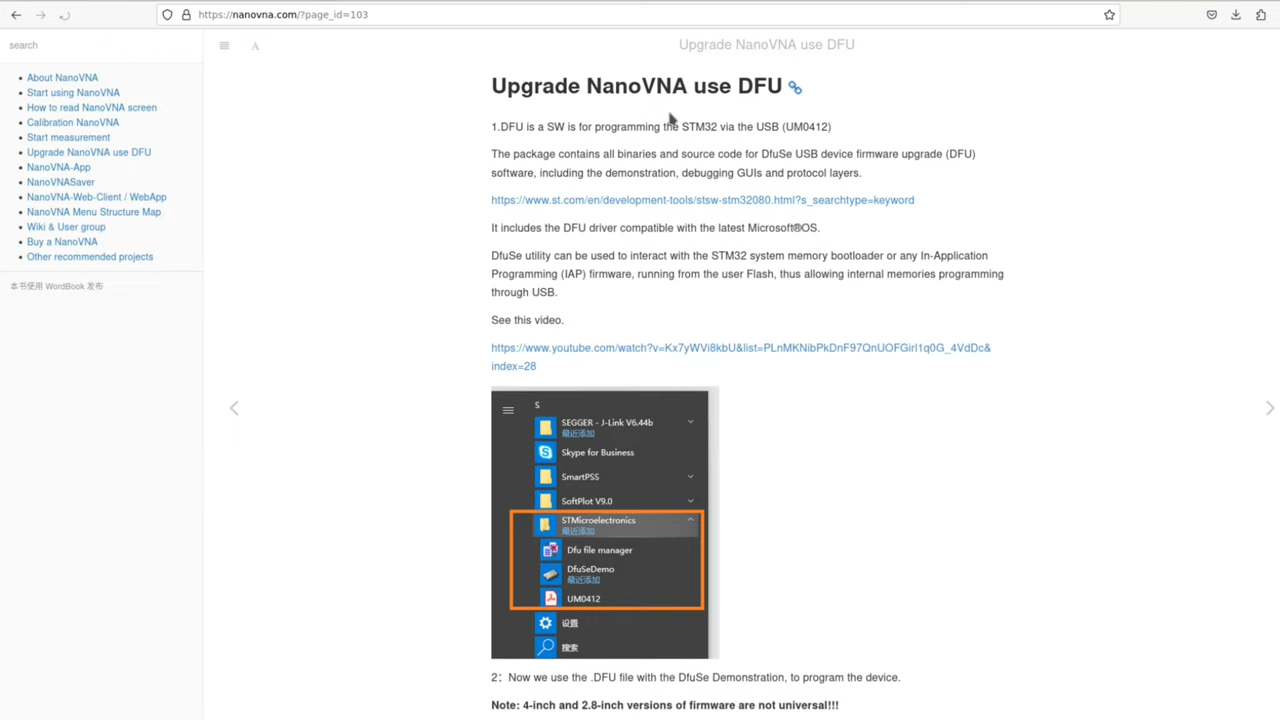 https://nanovna.com/?page_id=103
search
Upgrade NanoVNA use DFU
About NanoVNA
Start using NanoVNA
How to read NanoVNA screen
Calibration NanoVNA
Start measurement
Upgrade NanoVNA use DFU
NanoVNA-App
NanoVNASaver
NanoVNA-Web-Client / WebApp
NanoVNA Menu Structure Map
Wiki & User group
Buy a NanoVNA
Other recommended projects
本书使用 WordBook 发布
Upgrade NanoVNA use DFU
1.DFU is a SW is for programming the STM32 via the USB (UM0412)
The package contains all binaries and source code for DfuSe USB device firmware upgrade (DFU)
software, including the demonstration, debugging GUIs and protocol layers.
https://www.st.com/en/development-tools/stsw-stm32080.html?s_searchtype=keyword
It includes the DFU driver compatible with the latest Microsoft®OS.
DfuSe utility can be used to interact with the STM32 system memory bootloader or any In-Application
Programming (IAP) firmware, running from the user Flash, thus allowing internal memories programming
through USB.
See this video.
https://www.youtube.com/watch?v=Kx7yWVi8kbU&list=PLnMKNibPkDnF97QnUOFGirl1q0G_4VdDc&
index=28
S
SEGGER - J-Link V6.44b
最近添加
Skype for Business
SmartPSS
SoftPlot V9.0
STMicroelectronics
最近添加
Dfu file manager
DfuSeDemo
最近添加
UM0412
设置
搜索
2：Now we use the .DFU file with the DfuSe Demonstration, to program the device.
Note: 4-inch and 2.8-inch versions of firmware are not universal!!!